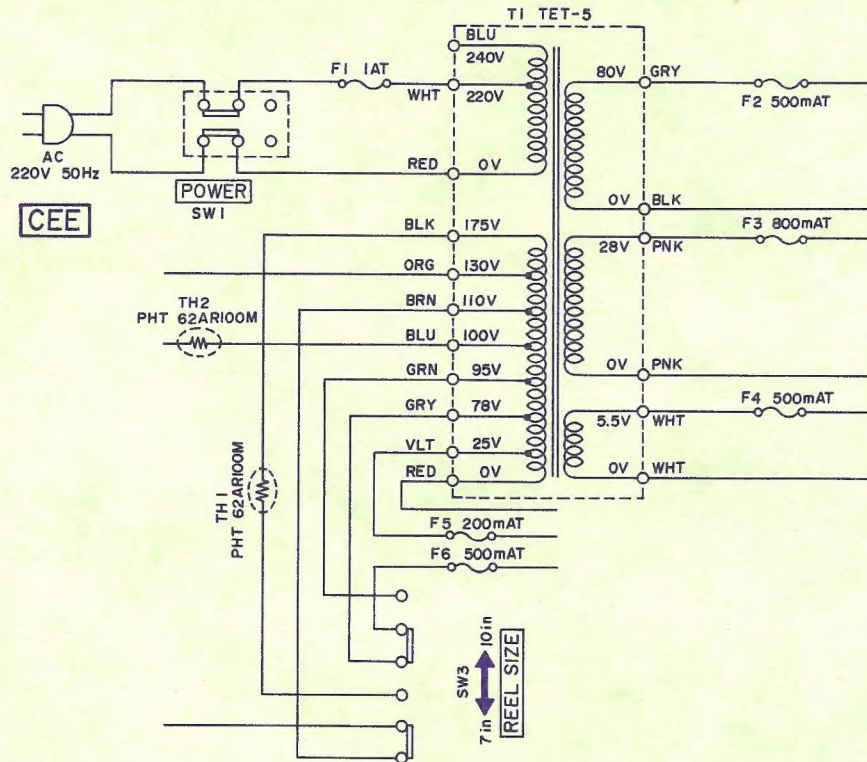 T1 TET-5
BLU
240V
F1 1AT
WHT
220V
80V
GRY
F2 500mAT
AC
220V 50Hz
RED
0V
POWER
SW1
0V
BLK
CEE
BLK
175V
28V
PNK
F3 800mAT
ORG
130V
TH2
PHT 62AR100M
BRN
110V
BLU
100V
GRN
95V
0V
PNK
F4 500mAT
GRY
78V
5.5V
WHT
VLT
25V
RED
0V
0V
WHT
TH1
PHT 62AR100M
F5 200mAT
F6 500mAT
SW3
7in
10in
REEL SIZE